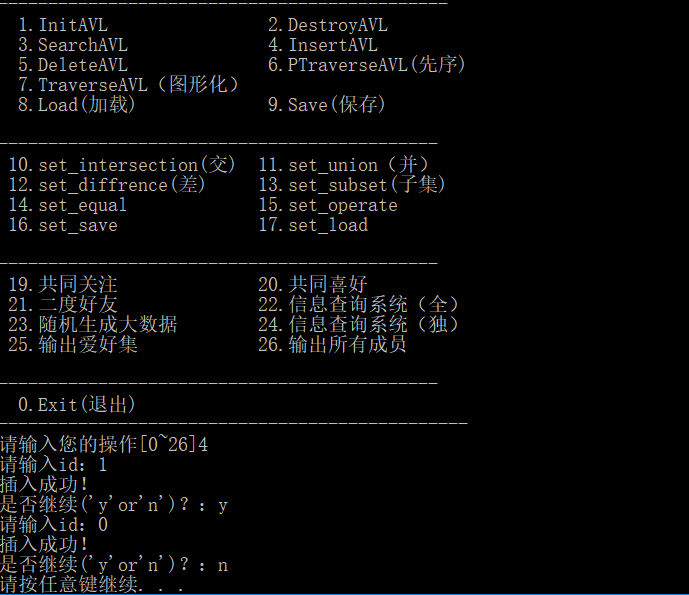 1.InitAVL 2.DestroyAVL
3.SearchAVL 4.InsertAVL
5.DeleteAVL 6.PTraverseAVL(先序)
7.TraverseAVL（图形化）
8.Load(加载) 9.Save(保存)
10.set_intersection(交) 11.set_union（并）
12.set_diffrence(差) 13.set_subset(子集)
14.set_equal 15.set_operate
16.set_save 17.set_load
19.共同关注 20.共同喜好
21.二度好友 22.信息查询系统（全）
23.随机生成大数据 24.信息查询系统（独）
25.输出爱好集 26.输出所有成员
0.Exit(退出)
请输入您的操作[0~26]4
请输入id：1
插入成功！
是否继续('y'or'n')？：y
请输入id：0
插入成功！
是否继续('y'or'n')？：n
请按任意键继续. . .